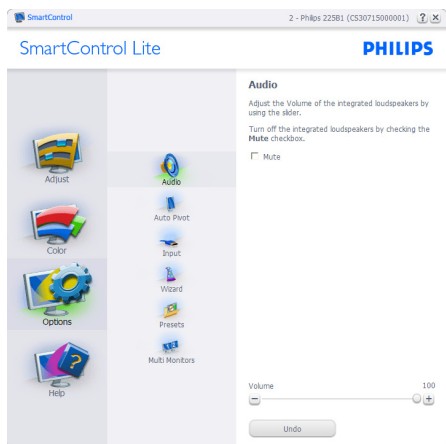 SmartControl
2 - Philips 225B1 (CS30715000001)
SmartControl Lite
PHILIPS
Adjust
Color
Options
Help
Audio
Auto Pivot
Input
Wizard
Presets
Multi Monitors
Audio
Adjust the Volume of the integrated loudspeakers by
using the slider.
Turn off the integrated loudspeakers by checking the
Mute checkbox.
Mute
Volume
100
Undo